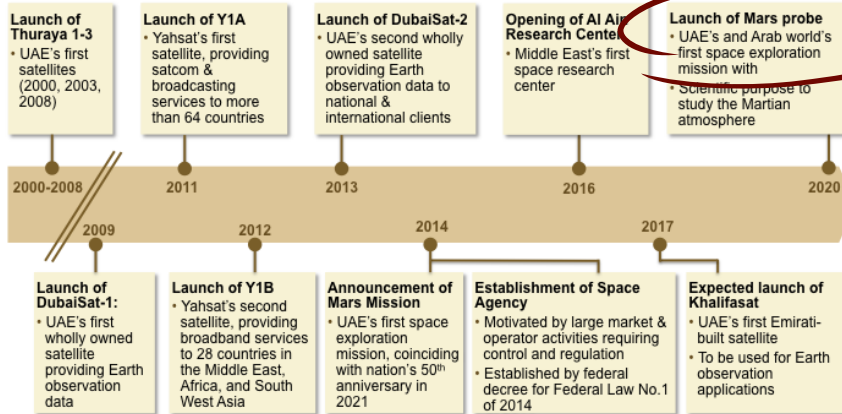 Launch of
Thuraya 1-3
• UAE's first
satellites
(2000, 2003,
2008)
Launch of Y1A
• Yahsat's first
satellite, providing
satcom &
broadcasting
services to more
than 64 countries
Launch of DubaiSat-2
• UAE's second wholly
owned satellite
providing Earth
observation data to
national &
international clients
Opening of Al Ain
Research Center
• Middle East's first
space research
center
Launch of Mars probe
• UAE's and Arab world's
first space exploration
mission with
• Scientific purpose to
study the Martian
atmosphere
2000-2008
2011
2013
2016
2020
2009
2012
2014
2017
Launch of
DubaiSat-1:
• UAE's first
wholly owned
satellite
providing Earth
observation
data
Launch of Y1B
• Yahsat's second
satellite, providing
broadband services
to 28 countries in
the Middle East,
Africa, and South
West Asia
Announcement of
Mars Mission
• UAE's first space
exploration
mission, coinciding
with nation's 50th
anniversary in
2021
Establishment of Space
Agency
• Motivated by large market &
operator activities requiring
control and regulation
• Established by federal
decree for Federal Law No.1
of 2014
Expected launch of
Khalifasat
• UAE's first Emirati-
built satellite
• To be used for Earth
observation
applications